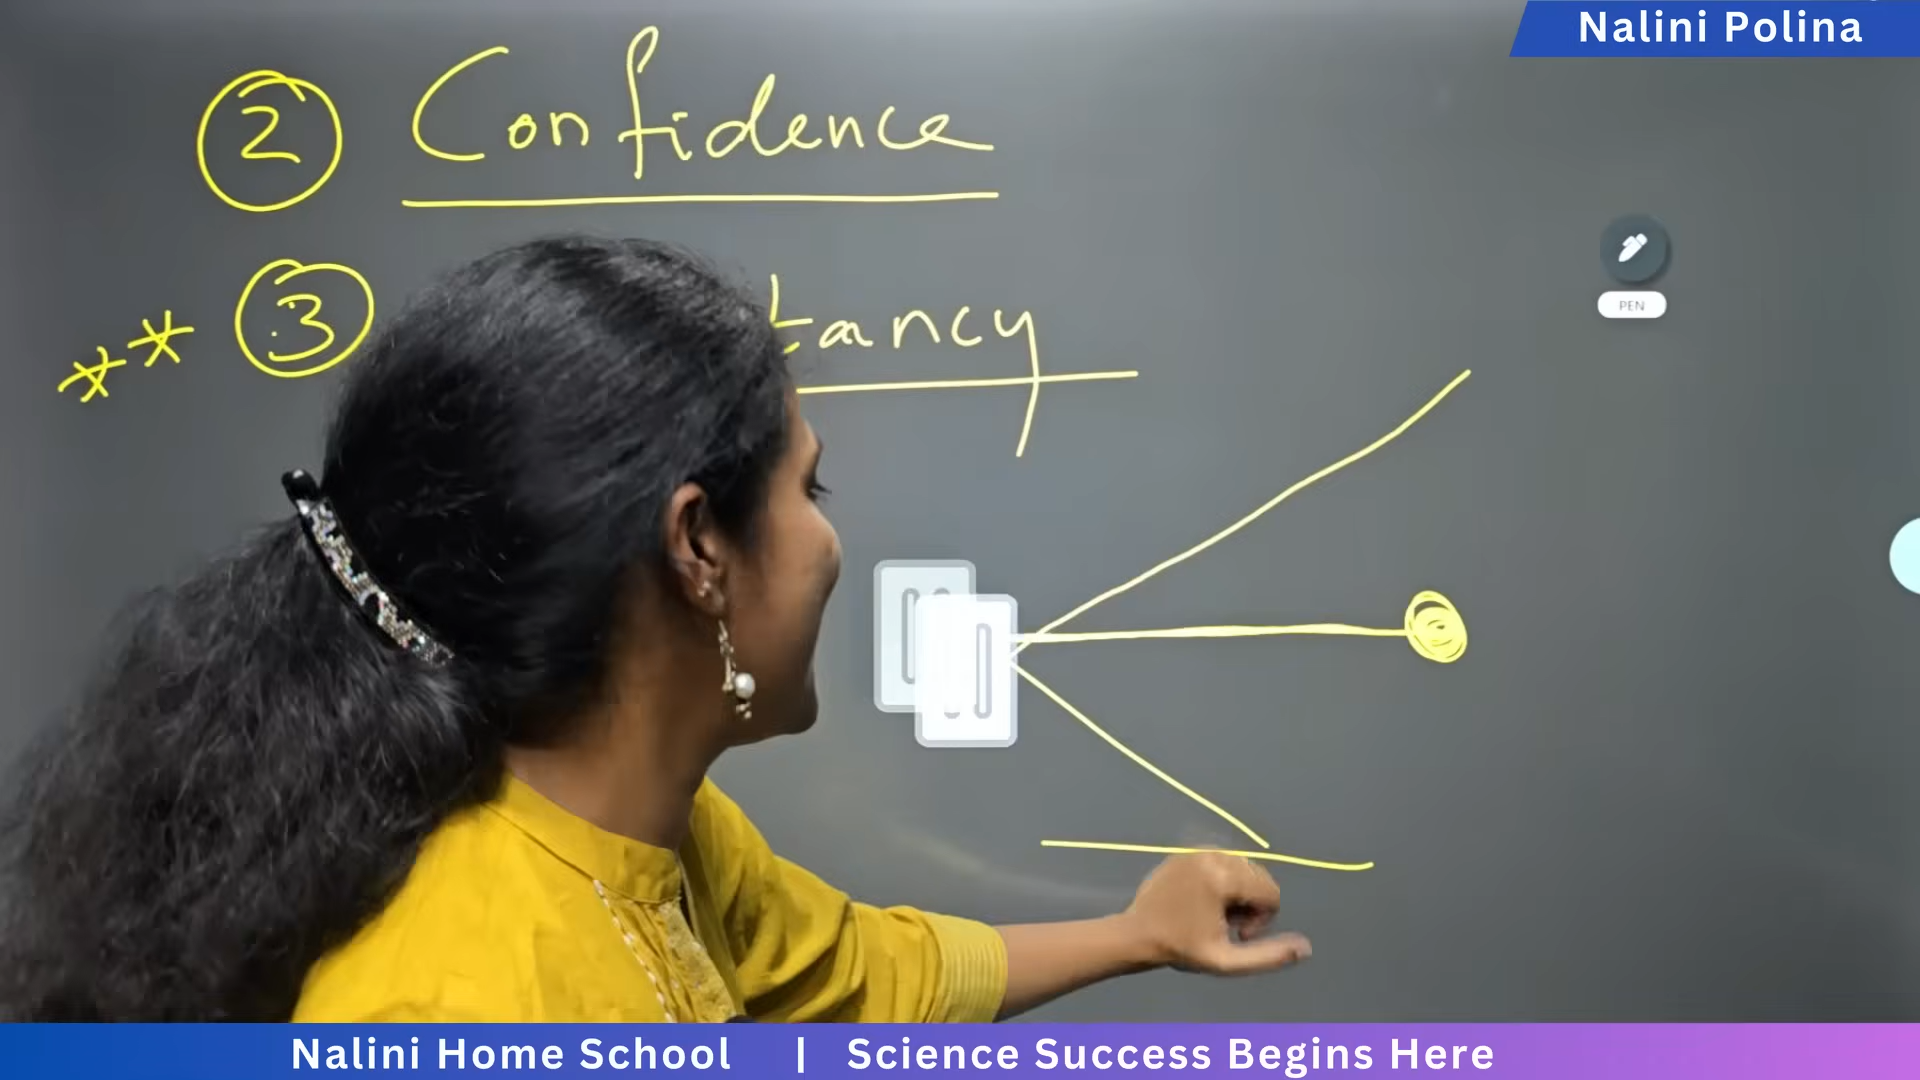 Nalini Polina
2 Confidence
** 3 tancy
PEN
Nalini Home School | Science Success Begins Here